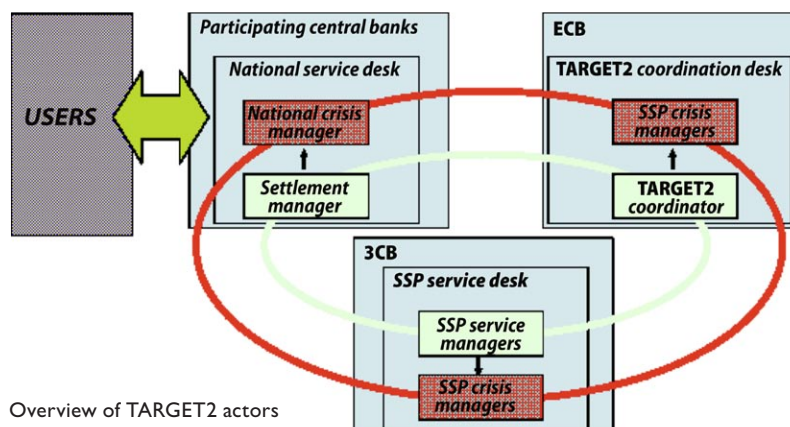 Participating central banks
National service desk
USERS
National crisis
manager
Settlement
manager
ECB
TARGET2 coordination desk
SSP crisis
managers
TARGET2
coordinator
3CB
SSP service desk
SSP service
managers
SSP crisis
managers
Overview of TARGET2 actors